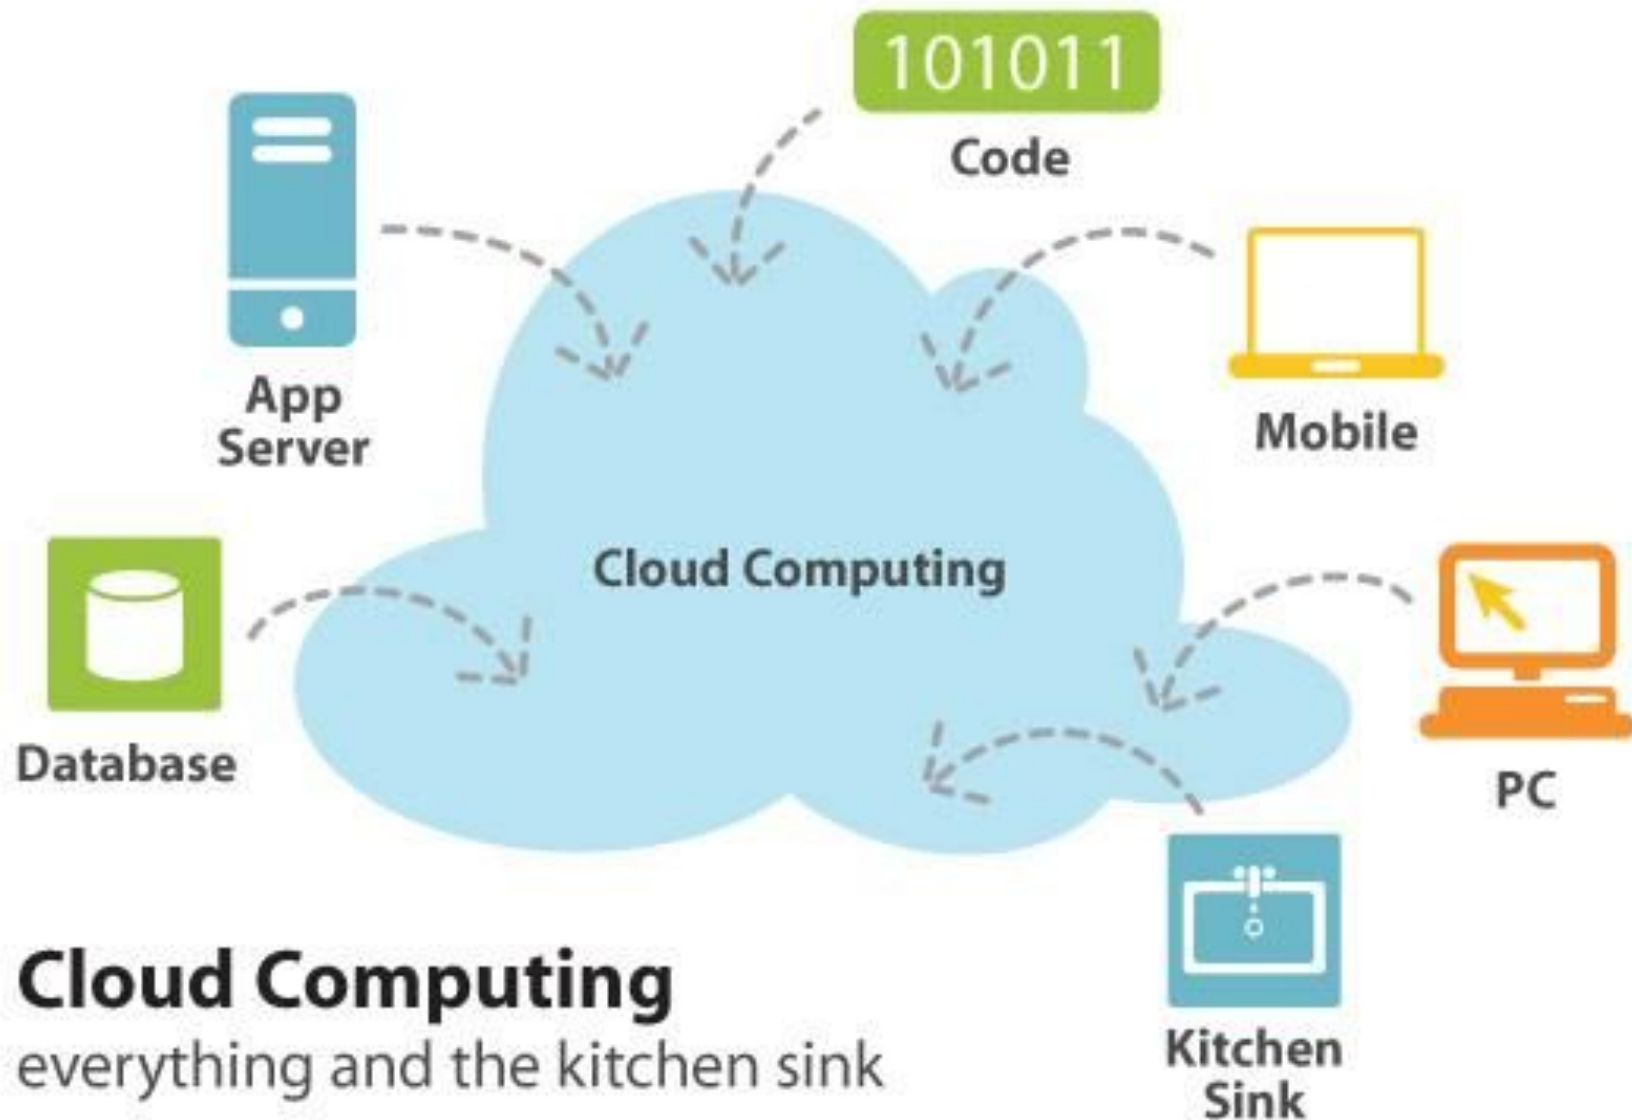 101011
Code
App
Server
Mobile
Cloud Computing
Database
PC
Cloud Computing
everything and the kitchen sink
Kitchen
Sink